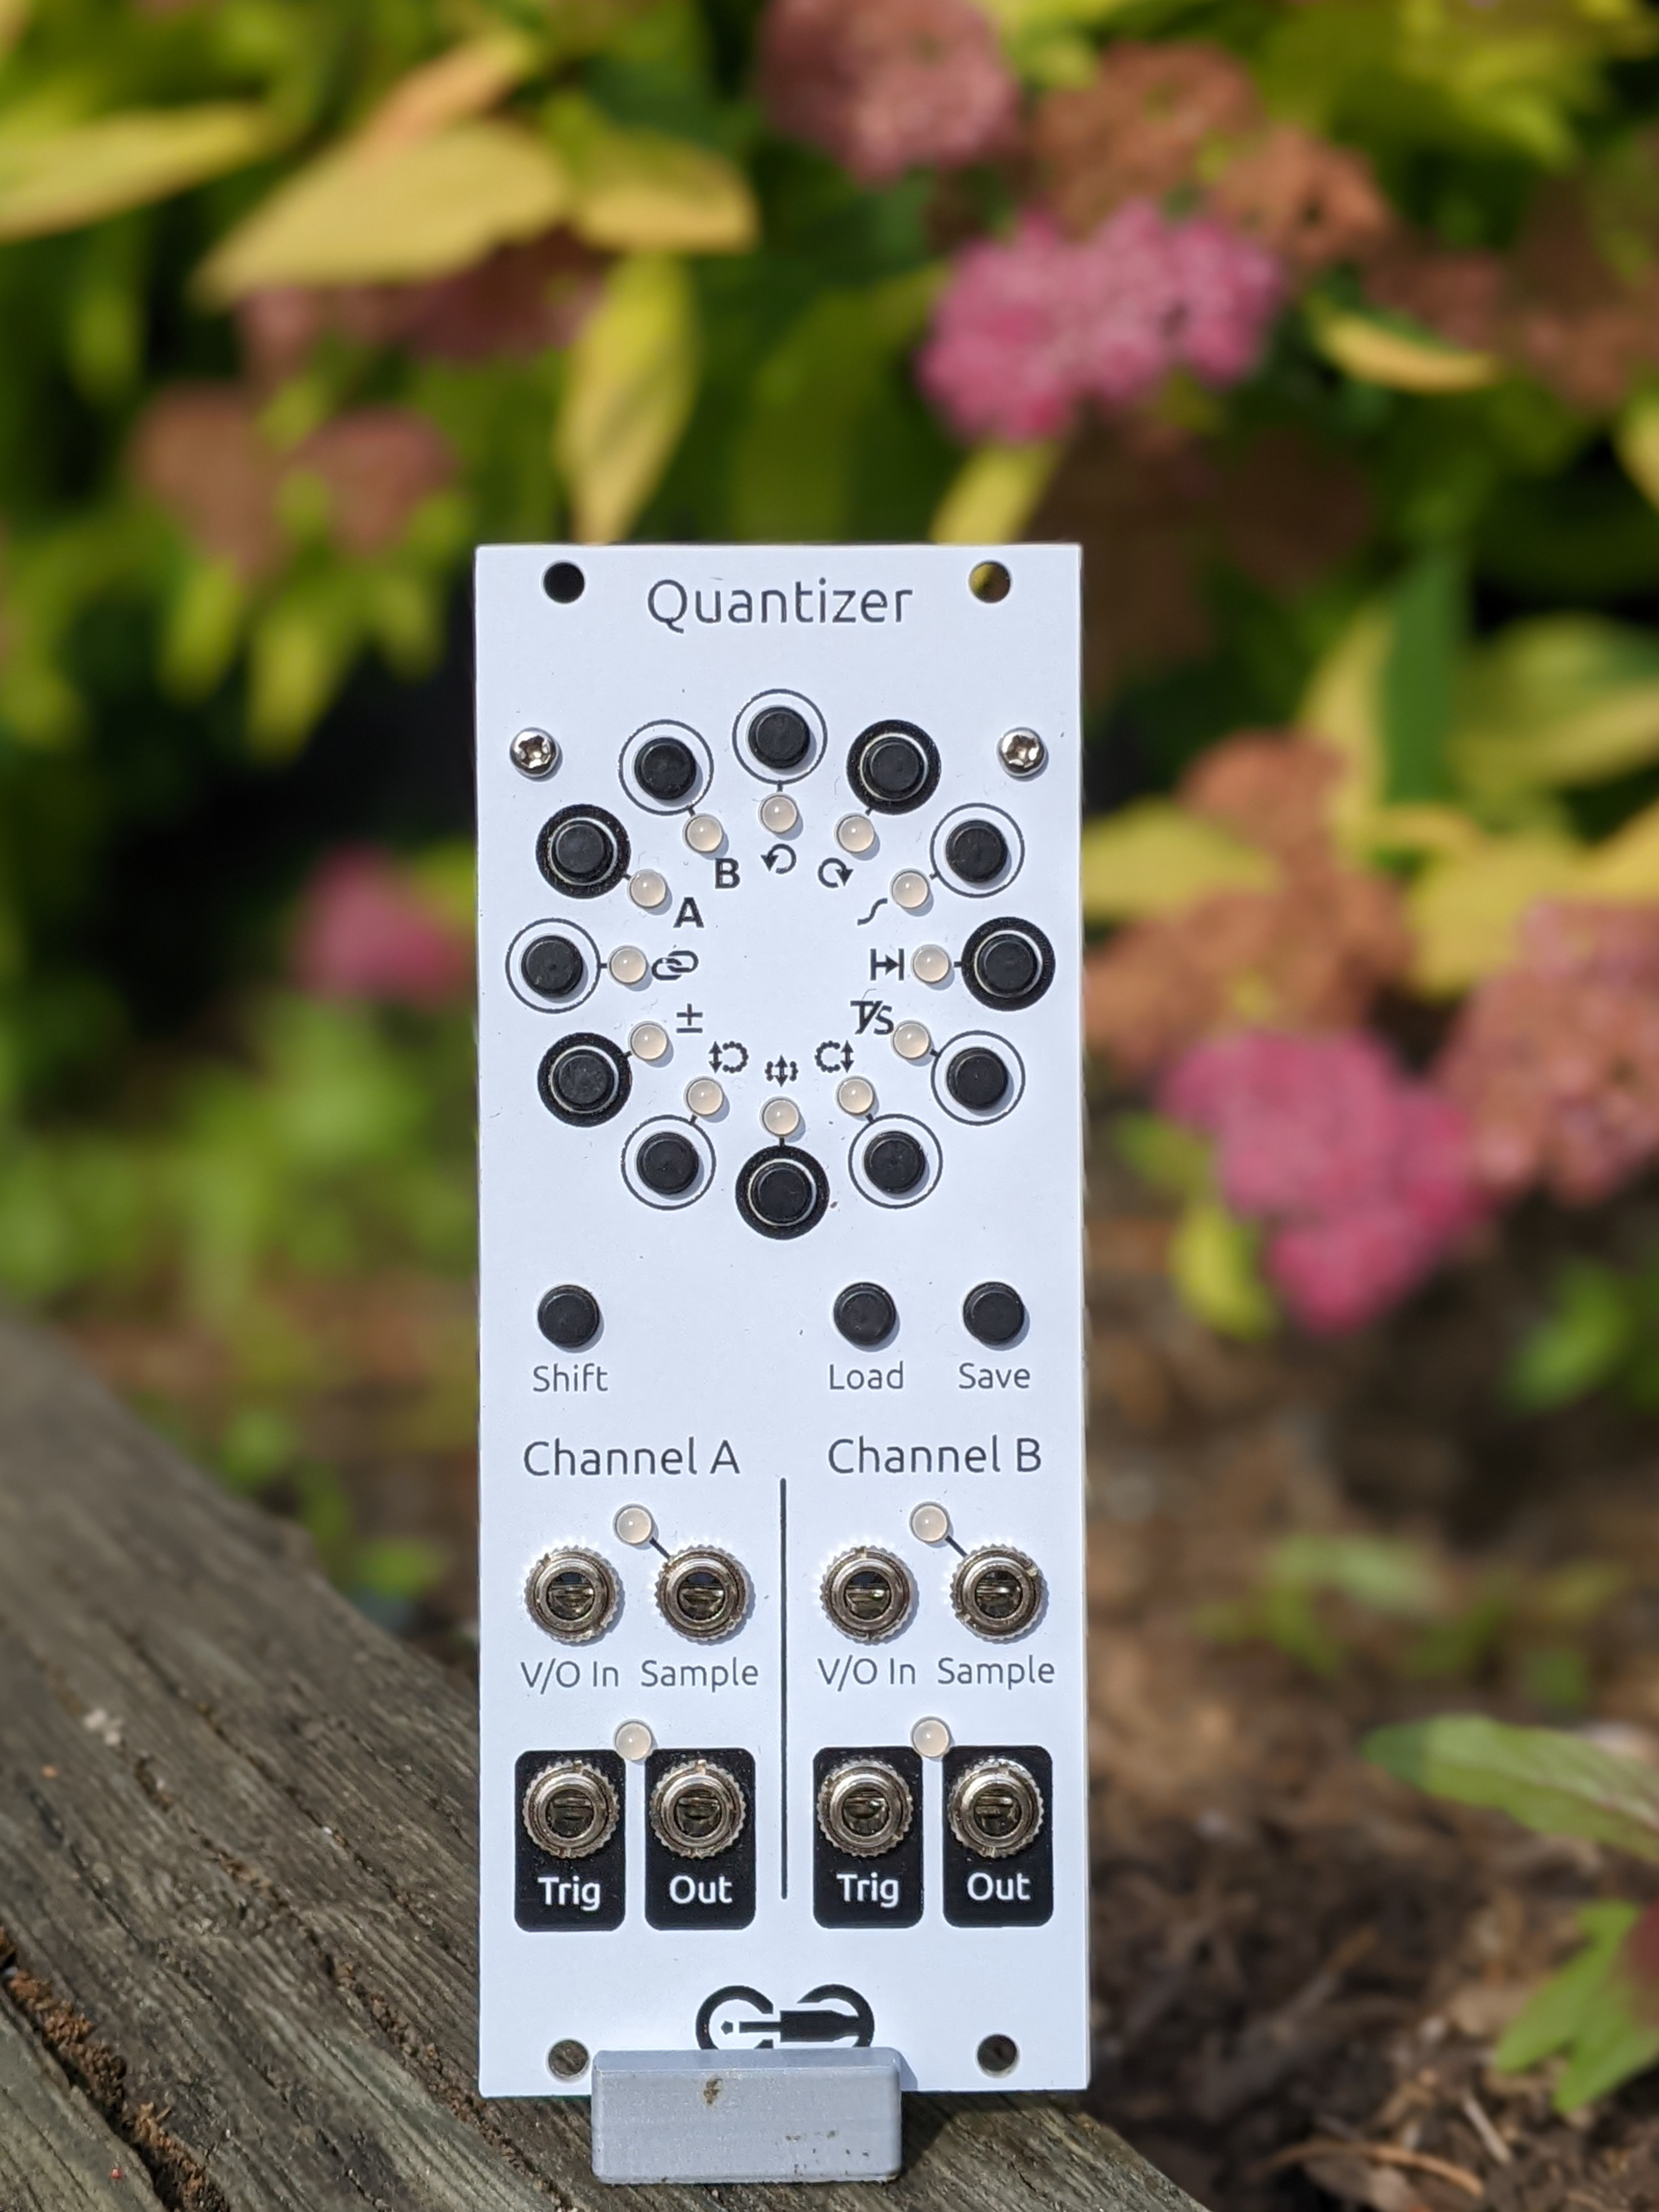 Quantizer
B
A
±
T/S
Shift Load Save
Channel A Channel B
V/O In Sample V/O In Sample
Trig Out Trig Out